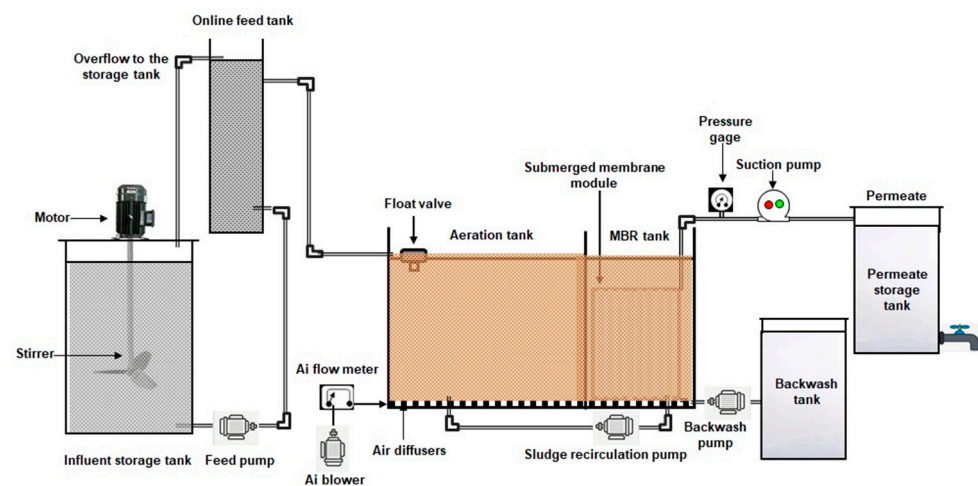 Online feed tank
Overflow to the
storage tank
Pressure
gage
Submerged membrane
module
Suction pump
Permeate
Motor
Float valve
Aeration tank
MBR tank
Permeate
storage
tank
Stirrer
Ai flow meter
Backwash
tank
Backwash
pump
Influent storage tank
Feed pump
Air diffusers
Sludge recirculation pump
Ai blower